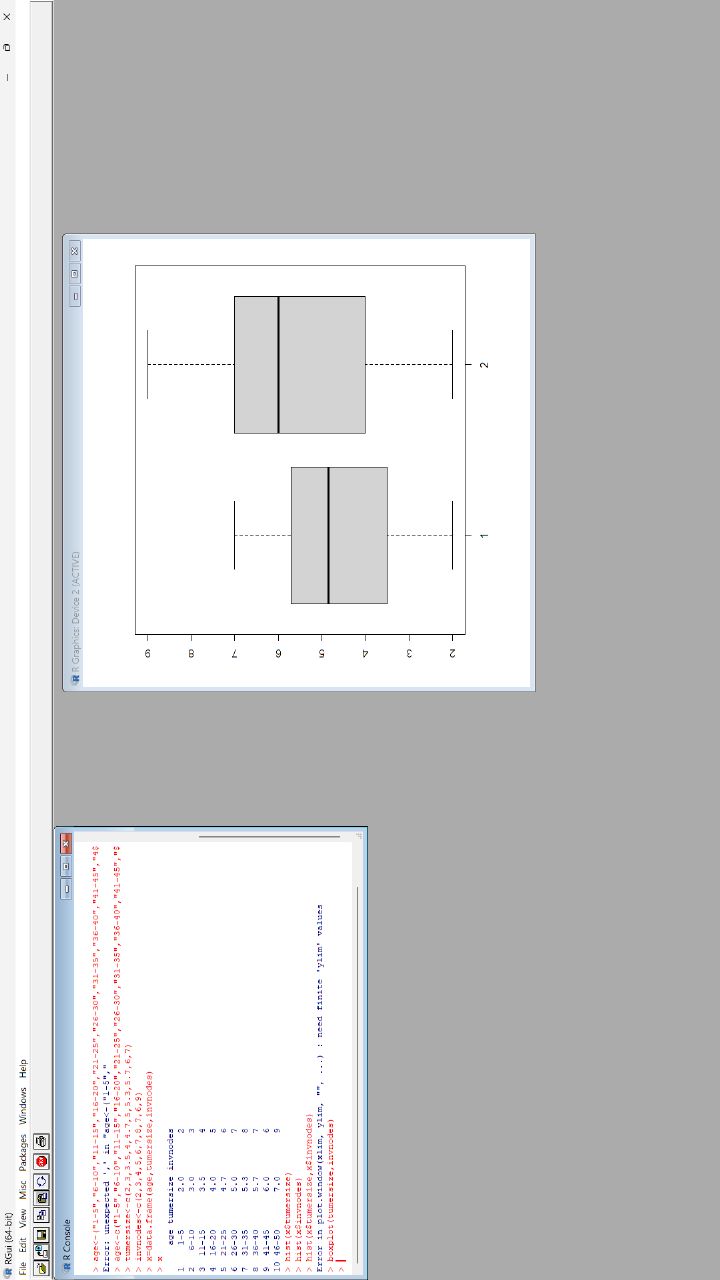 RGui (64-bit)
File Edit View Misc Packages Windows Help
R Console
> age<-("1-5","6-10","11-15","16-20","21-25","26-30","31-35","36-40","41-45","4$
Error: unexpected ',' in "age<-("1-5","
> age<-c("1-5","6-10","11-15","16-20","21-25","26-30","31-35","36-40","41-45","$
> tumersize<-c(2,3,3.5,4,4.7,5,5.3,5.7,6,7)
> invnodes<-c(2,3,4,5,6,7,8,7,6,9)
> x=data.frame(age,tumersize,invnodes)
> x
age tumersize invnodes
1 1-5 2.0 2
2 6-10 3.0 3
3 11-15 3.5 4
4 16-20 4.0 5
5 21-25 4.7 6
6 26-30 5.0 7
7 31-35 5.3 8
8 36-40 5.7 7
9 41-45 6.0 6
10 46-50 7.0 9
> hist(x$tumersize)
> hist(x$invnodes)
> hist(x$tumersize,x$invnodes)
Error in plot.window(xlim, ylim, "", ...) : need finite 'ylim' values
> boxplot(tumersize,invnodes)
>
R Graphics: Device 2 (ACTIVE)
9
8
7
6
5
4
3
2
1 2